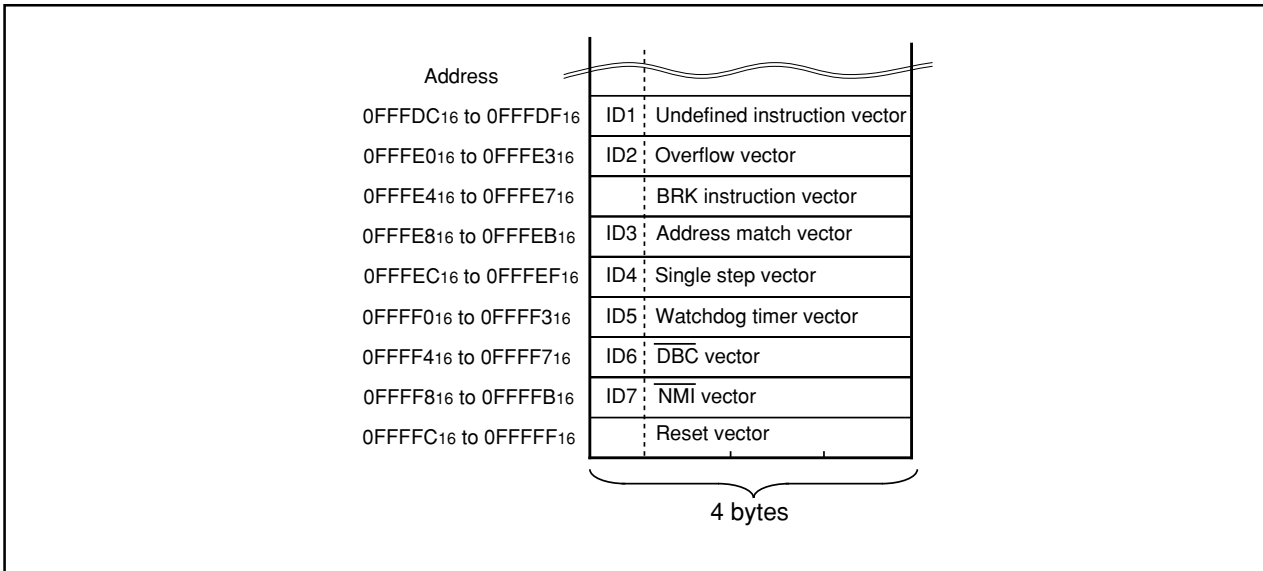 Address
0FFFDC16 to 0FFFDF16 ID1 Undefined instruction vector
0FFFE016 to 0FFFE316 ID2 Overflow vector
0FFFE416 to 0FFFE716 BRK instruction vector
0FFFE816 to 0FFFEB16 ID3 Address match vector
0FFFEC16 to 0FFFEF16 ID4 Single step vector
0FFFF016 to 0FFFF316 ID5 Watchdog timer vector
0FFFF416 to 0FFFF716 ID6 DBC vector
0FFFF816 to 0FFFFB16 ID7 NMI vector
0FFFFC16 to 0FFFFF16 Reset vector
4 bytes